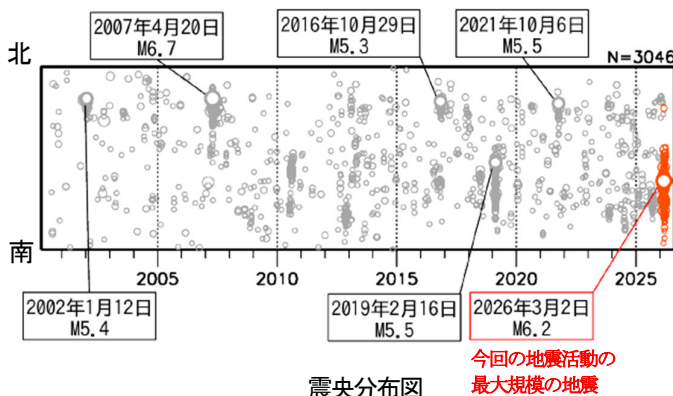 2007年4月20日
M6.7
2016年10月29日
M5.3
2021年10月6日
M5.5
北
N=3046
南
2005
2010
2015
2020
2025
2002年1月12日
M5.4
2019年2月16日
M5.5
2026年3月2日
M6.2
今回の地震活動の
最大規模の地震
震央分布図